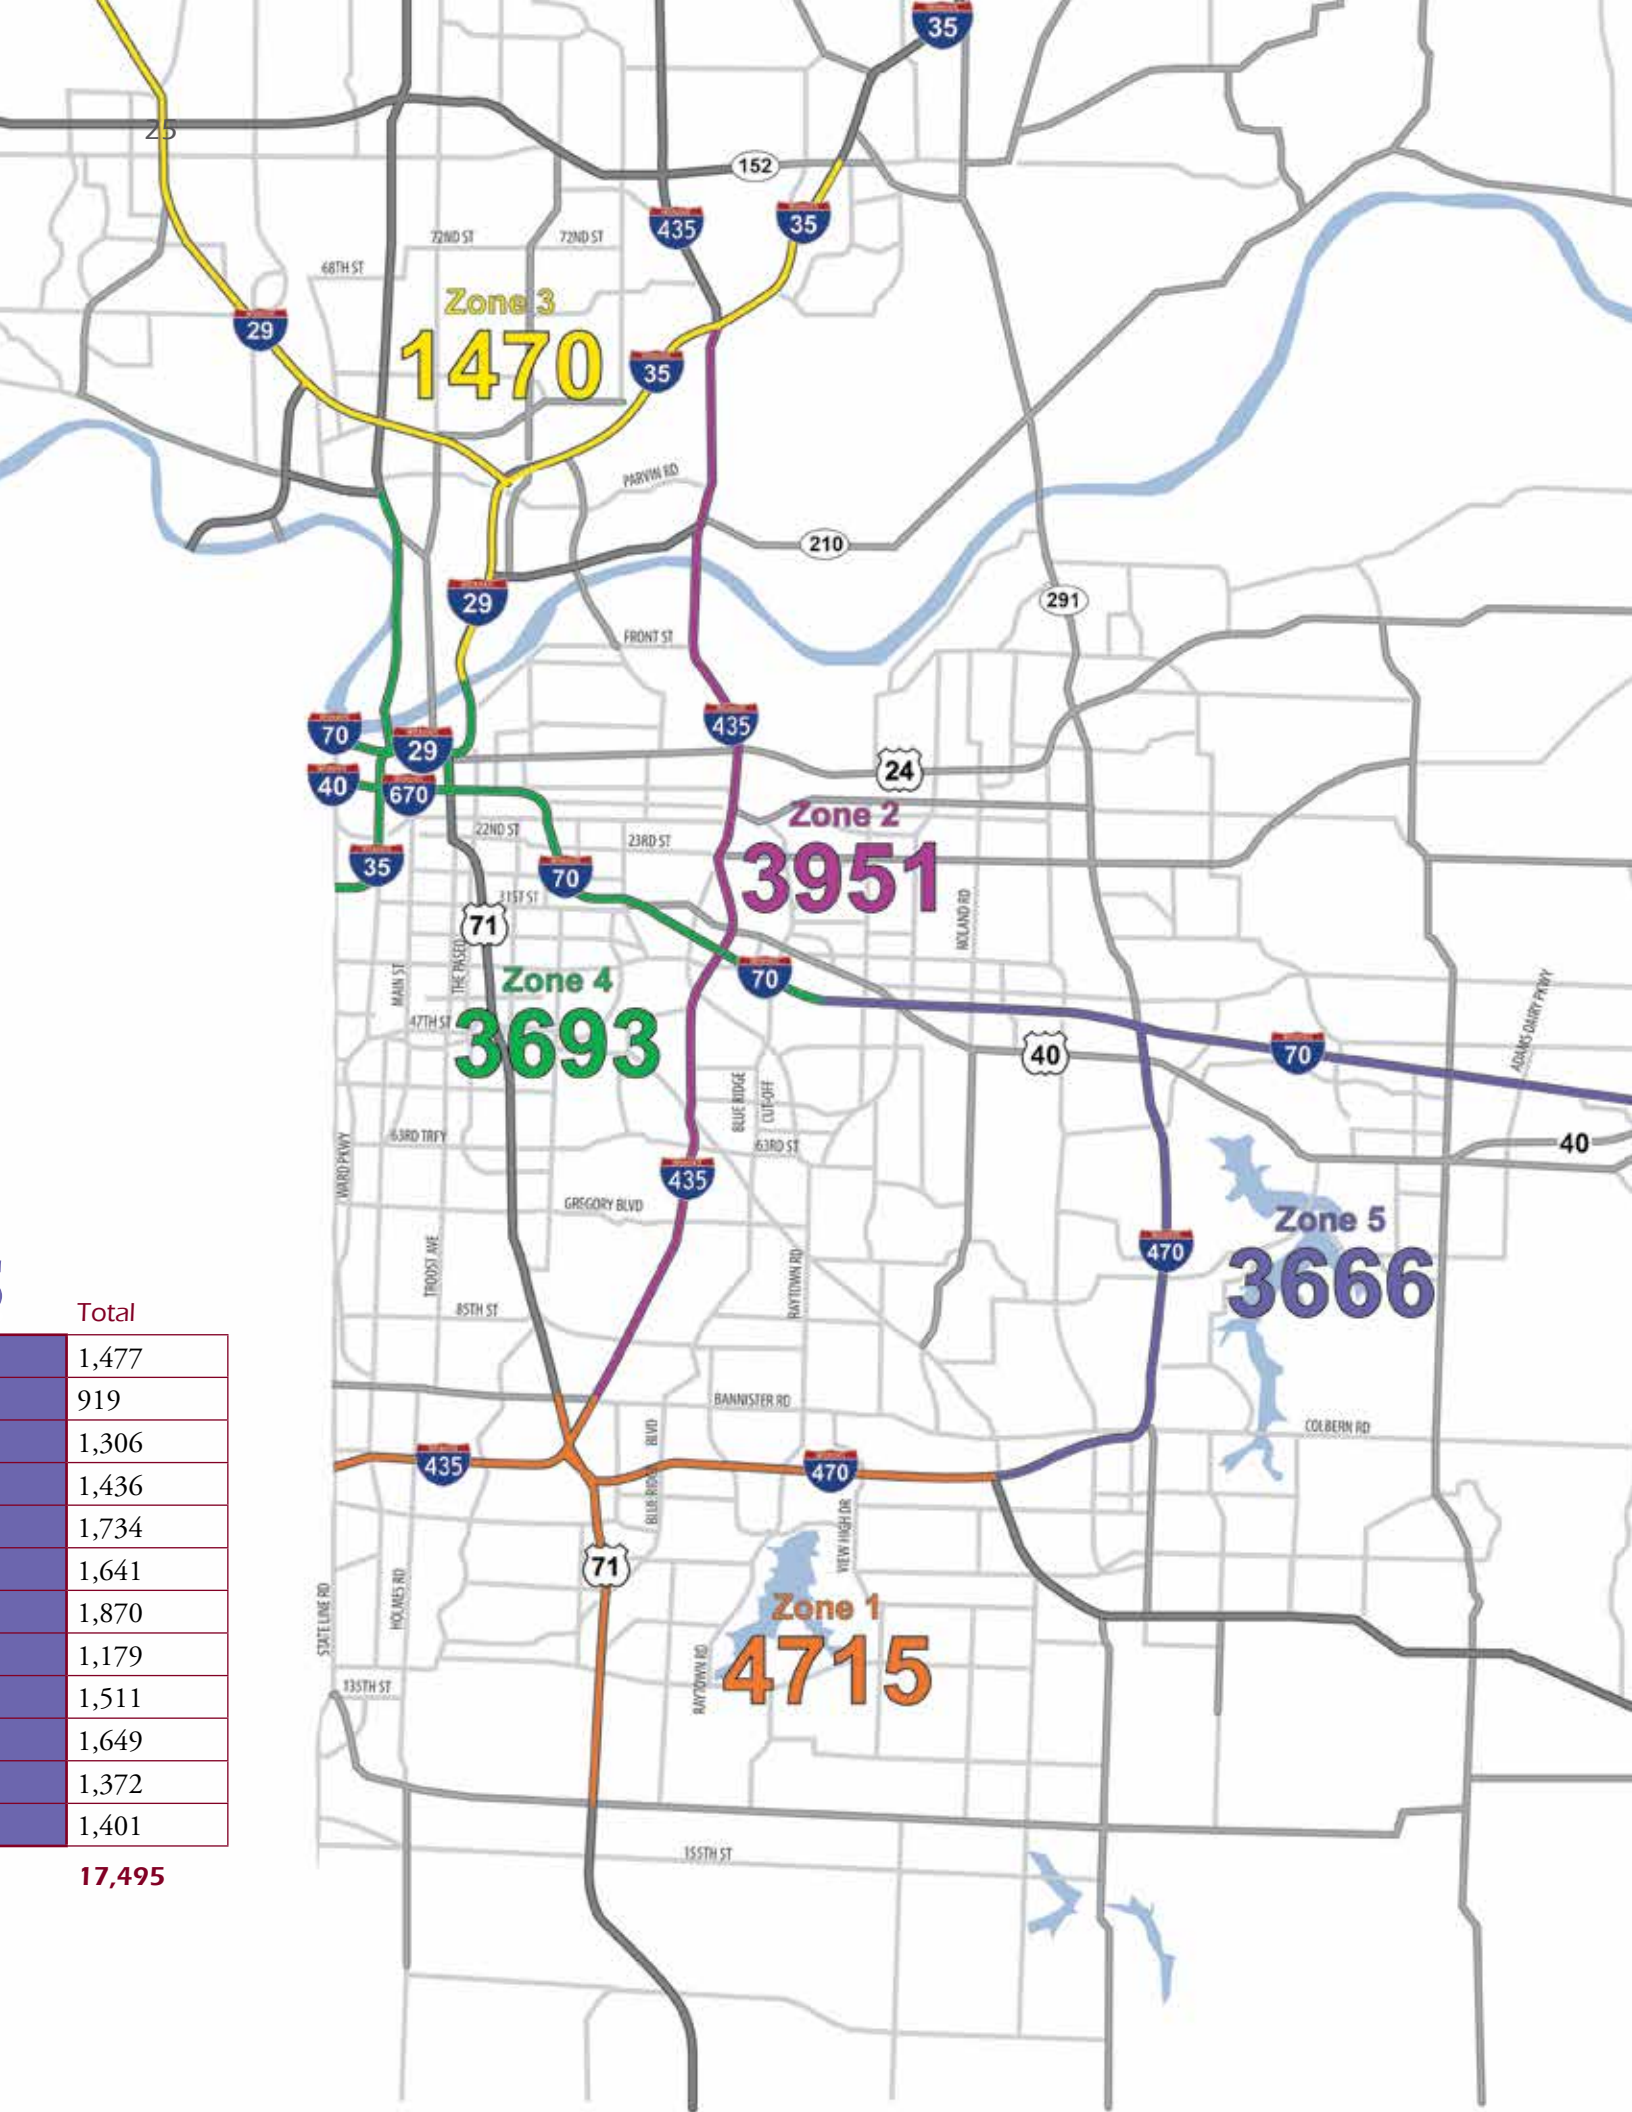 35
25
152
435
35
72ND ST
72ND ST
68TH ST
Zone 3
1470
29
35
PARVIN RD
210
29
291
FRONT ST
435
70
29
24
40
670
Zone 2
3951
22ND ST
23RD ST
35
70
31ST ST
71
NOLAND RD
MAIN ST
THE PASEO
Zone 4
3693
70
47TH ST
40
70
ADAMS DAIRY PKWY
BLUE RIDGE
CUT-OFF
63RD TRFY
63RD ST
40
WARD PKWY
435
GREGORY BLVD
Zone 5
3666
470
TROOST AVE
RAYTOWN RD
85TH ST
Total
1,477
919
1,306
1,436
1,734
1,641
1,870
1,179
1,511
1,649
1,372
1,401
17,495
BANNISTER RD
COLBERN RD
BLUE RIDGE BLVD
435
470
VIEW HIGH DR
71
STATE LINE RD
HOLMES RD
Zone 1
4715
RAYTOWN RD
135TH ST
155TH ST